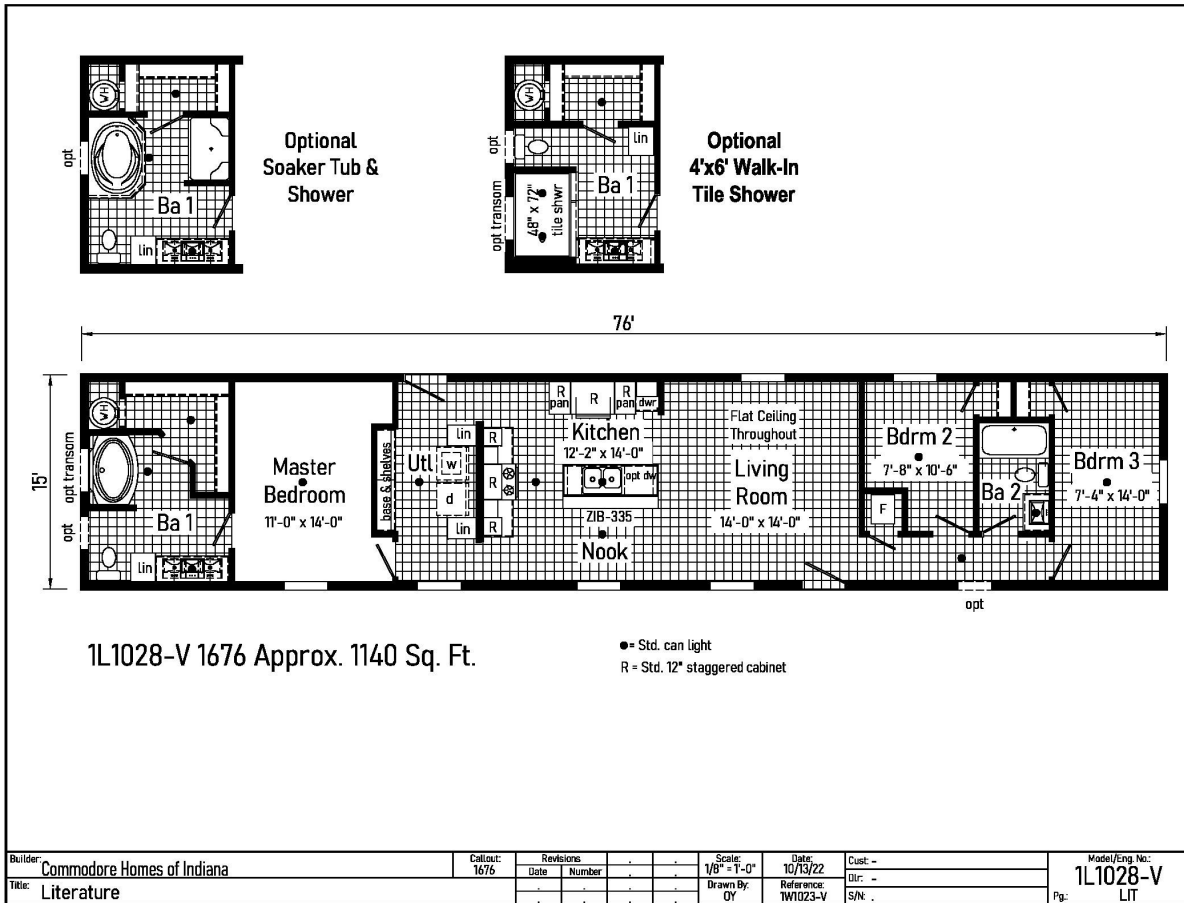 WH
opt
Ba 1
lin
Optional
Soaker Tub &
Shower
WH
lin
opt
Ba 1
opt transom
48" x 72"
tile shwr
Optional
4'x6' Walk-In
Tile Shower
76'
15'
WH
opt transom
opt
Ba 1
lin
Master
Bedroom
11'-0" x 14'-0"
base & shelves
Utl
lin
w
d
lin
R
R
R
R
pan
R
R
pan
dwr
Kitchen
12'-2" x 14'-0"
opt dw
ZIB-335
Nook
Flat Ceiling
Throughout
Living
Room
14'-0" x 14'-0"
Bdrm 2
7'-8" x 10'-6"
F
Ba 2
Bdrm 3
7'-4" x 14'-0"
opt
1L1028-V 1676 Approx. 1140 Sq. Ft.
●= Std. can light
R = Std. 12" staggered cabinet
Builder: Commodore Homes of Indiana
Title: Literature
Callout:
1676
Revisions
Date Number
Scale:
1/8" = 1'-0"
Drawn By:
OY
Date:
10/13/22
Reference:
1W1023-V
Cust: -
Dlr: -
S/N: .
Model/Eng. No.:
1L1028-V
Pg.: LIT